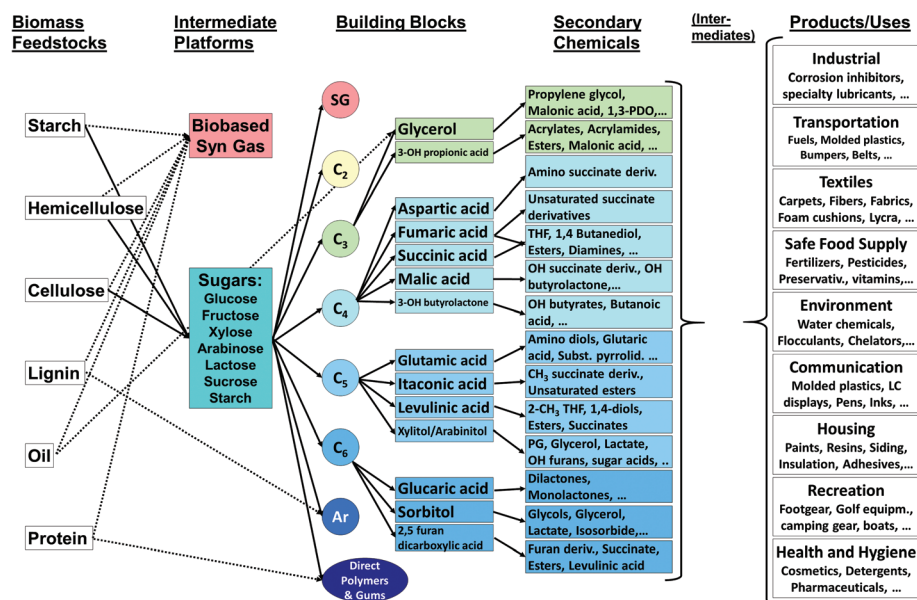 Biomass
Feedstocks
Intermediate
Platforms
Building Blocks
Secondary
Chemicals
(Inter-
mediates)
Products/Uses
Starch
Hemicellulose
Cellulose
Lignin
Oil
Protein
Biobased
Syn Gas
Sugars:
Glucose
Fructose
Xylose
Arabinose
Lactose
Sucrose
Starch
SG
C2
C3
C4
C5
C6
Ar
Direct
Polymers
& Gums
Glycerol
3-OH propionic acid
Aspartic acid
Fumaric acid
Succinic acid
Malic acid
3-OH butyrolactone
Glutamic acid
Itaconic acid
Levulinic acid
Xylitol/Arabinitol
Glucaric acid
Sorbitol
2,5 furan
dicarboxylic acid
Propylene glycol,
Malonic acid, 1,3-PDO,...
Acrylates, Acrylamides,
Esters, Malonic acid, ...
Amino succinate deriv.
Unsaturated succinate
derivatives
THF, 1,4 Butanediol,
Esters, Diamines, ...
OH succinate deriv., OH
butyrolactone,...
OH butyrates, Butanoic
acid, ...
Amino diols, Glutaric
acid, Subst. pyrrolid. ...
CH3 succinate deriv.,
Unsaturated esters
2-CH3 THF, 1,4-diols,
Esters, Succinates
PG, Glycerol, Lactate,
OH furans, sugar acids, ..
Dilactones,
Monolactones, ...
Glycols, Glycerol,
Lactate, Isosorbide,...
Furan deriv., Succinate,
Esters, Levulinic acid
Industrial
Corrosion inhibitors,
specialty lubricants, ...
Transportation
Fuels, Molded plastics,
Bumpers, Belts, ...
Textiles
Carpets, Fibers, Fabrics,
Foam cushions, Lycra, ...
Safe Food Supply
Fertilizers, Pesticides,
Preservativ., vitamins,...
Environment
Water chemicals,
Flocculants, Chelators,...
Communication
Molded plastics, LC
displays, Pens, Inks, ...
Housing
Paints, Resins, Siding,
Insulation, Adhesives,...
Recreation
Footgear, Golf equipm.,
camping gear, boats, ...
Health and Hygiene
Cosmetics, Detergents,
Pharmaceuticals, ...